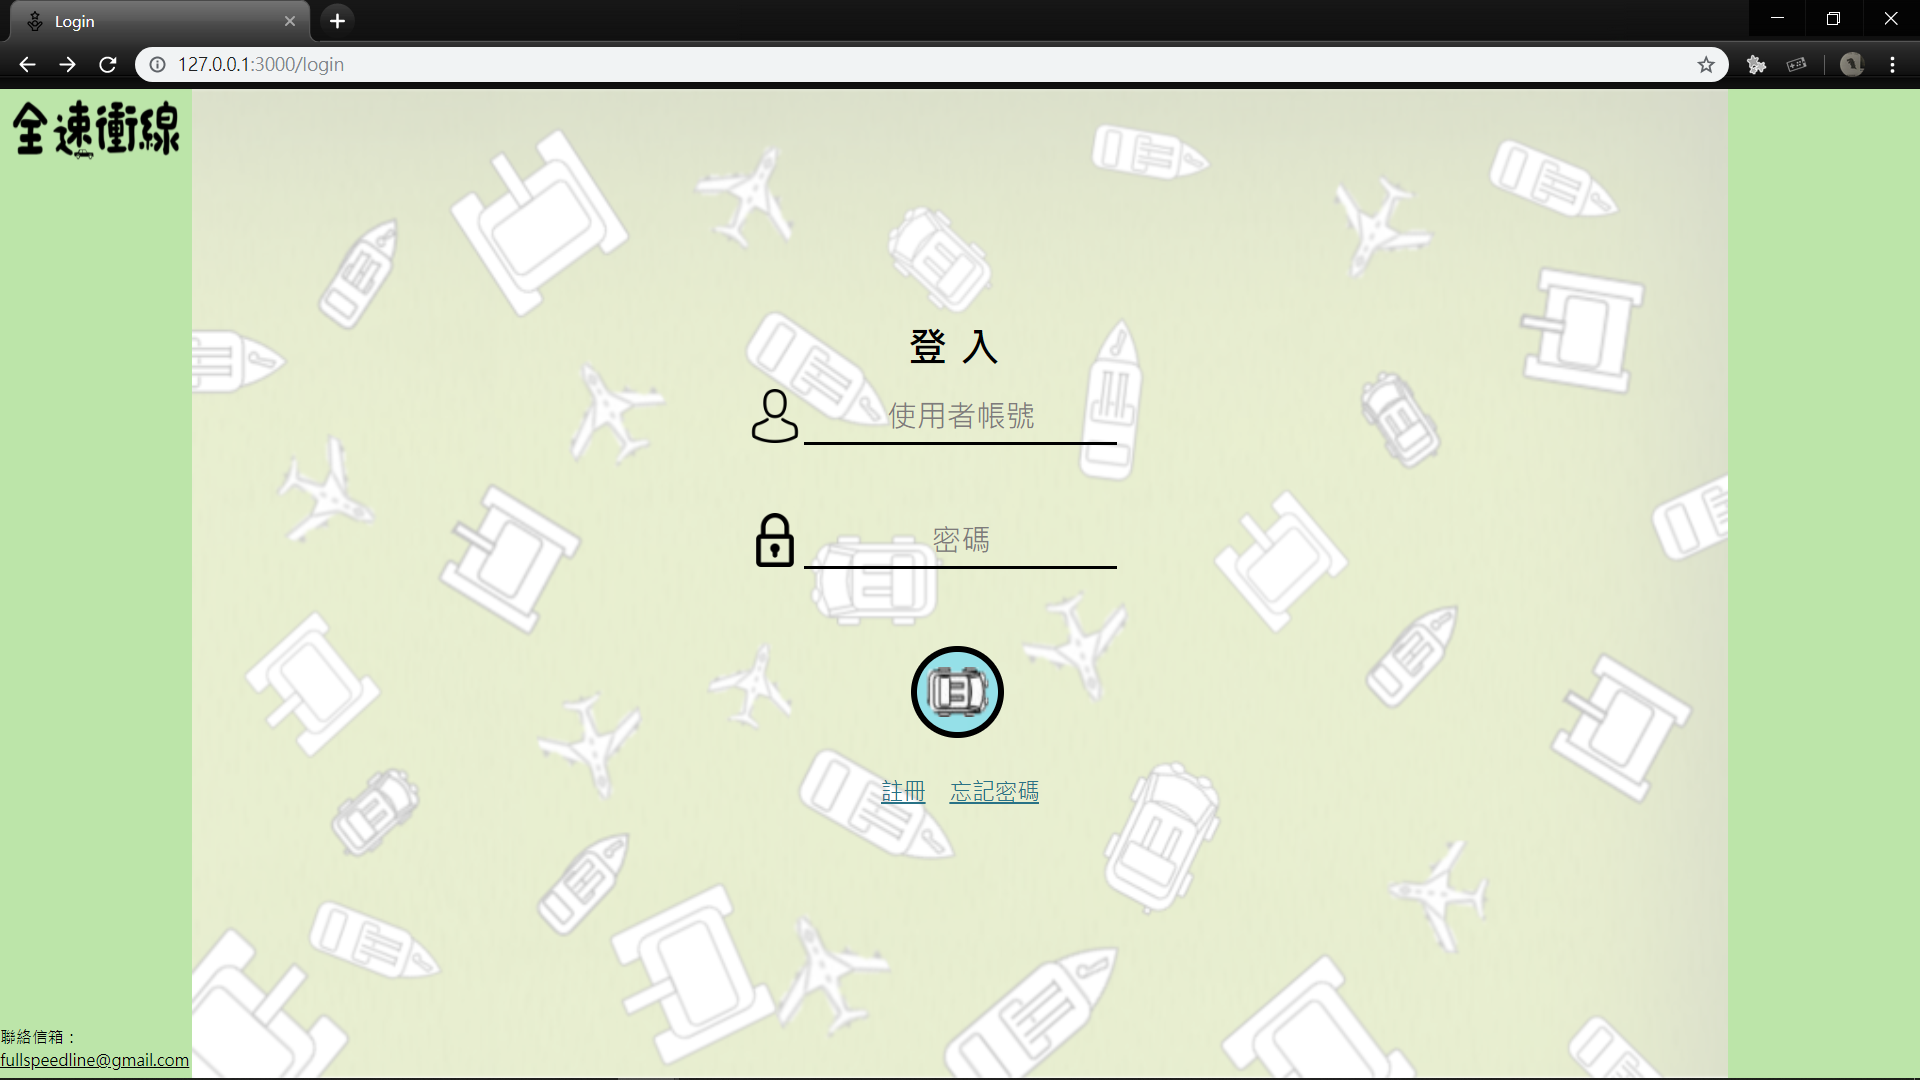 Login
127.0.0.1:3000/login
全速衝線
登 入
使用者帳號
密碼
註冊 忘記密碼
聯絡信箱：
fullspeedline@gmail.com